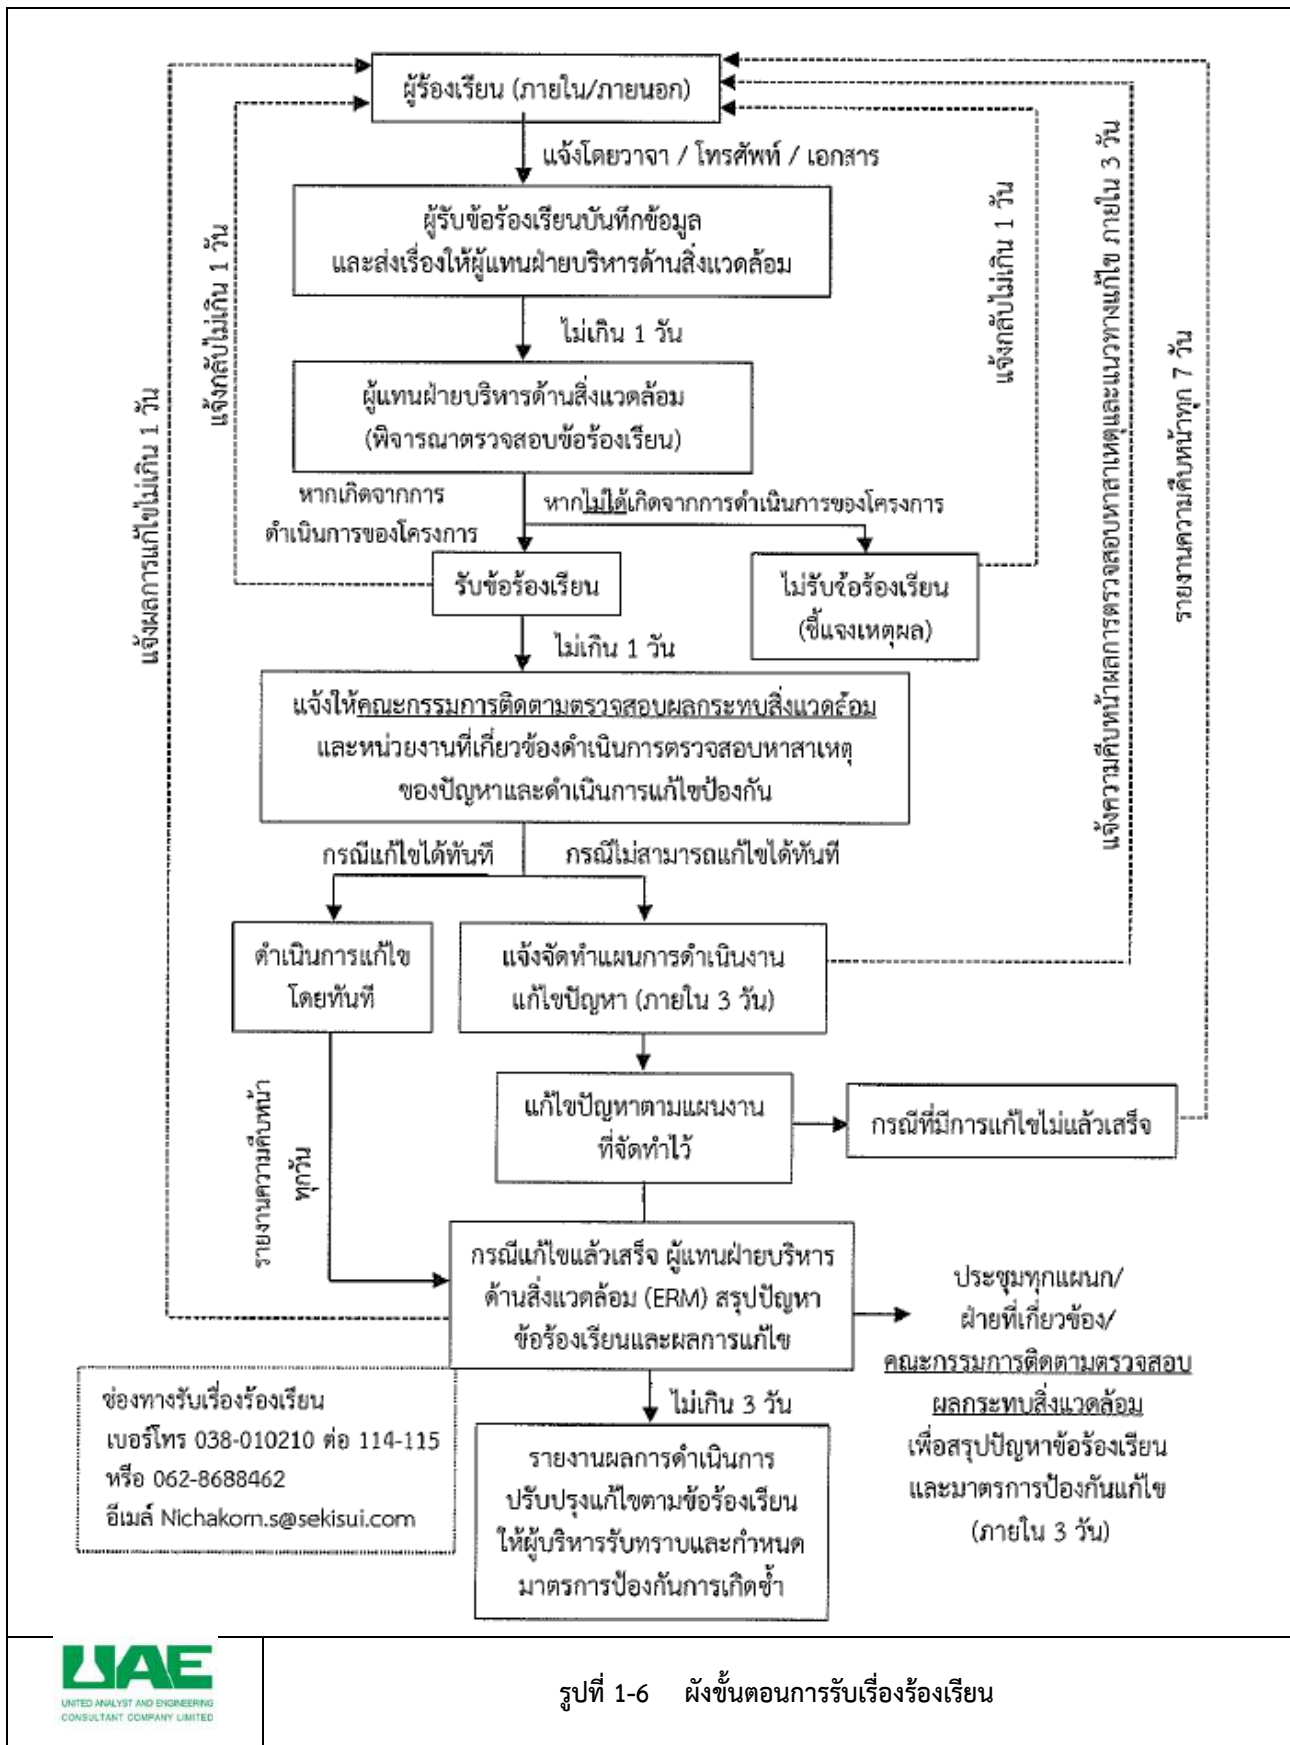 ผู้ร้องเรียน (ภายใน/ภายนอก)
แจ้งโดยวาจา / โทรศัพท์ / เอกสาร
ผู้รับข้อร้องเรียนบันทึกข้อมูล
และส่งเรื่องให้ผู้แทนฝ่ายบริหารด้านสิ่งแวดล้อม
ไม่เกิน 1 วัน
ผู้แทนฝ่ายบริหารด้านสิ่งแวดล้อม
(พิจารณาตรวจสอบข้อร้องเรียน)
หากเกิดจากการ
ดำเนินการของโครงการ
หากไม่ได้เกิดจากการดำเนินการของโครงการ
รับข้อร้องเรียน
ไม่รับข้อร้องเรียน
(ชี้แจงเหตุผล)
แจ้งกลับไม่เกิน 1 วัน
แจ้งกลับไม่เกิน 1 วัน
ไม่เกิน 1 วัน
แจ้งให้คณะกรรมการติดตามตรวจสอบผลกระทบสิ่งแวดล้อม
และหน่วยงานที่เกี่ยวข้องดำเนินการตรวจสอบหาสาเหตุ
ของปัญหาและดำเนินการแก้ไขป้องกัน
กรณีแก้ไขได้ทันที
กรณีไม่สามารถแก้ไขได้ทันที
ดำเนินการแก้ไข
โดยทันที
แจ้งจัดทำแผนการดำเนินงาน
แก้ไขปัญหา (ภายใน 3 วัน)
แจ้งความคืบหน้าผลการตรวจสอบหาสาเหตุและแนวทางแก้ไข ภายใน 3 วัน
แก้ไขปัญหาตามแผนงาน
ที่จัดทำไว้
กรณีที่มีการแก้ไขไม่แล้วเสร็จ
รายงานความคืบหน้าทุก 7 วัน
รายงานความคืบหน้า
ทุกวัน
กรณีแก้ไขแล้วเสร็จ ผู้แทนฝ่ายบริหาร
ด้านสิ่งแวดล้อม (ERM) สรุปปัญหา
ข้อร้องเรียนและผลการแก้ไข
แจ้งผลการแก้ไขไม่เกิน 1 วัน
ประชุมทุกแผนก/
ฝ่ายที่เกี่ยวข้อง/
คณะกรรมการติดตามตรวจสอบ
ผลกระทบสิ่งแวดล้อม
เพื่อสรุปปัญหาข้อร้องเรียน
และมาตรการป้องกันแก้ไข
(ภายใน 3 วัน)
ไม่เกิน 3 วัน
รายงานผลการดำเนินการ
ปรับปรุงแก้ไขตามข้อร้องเรียน
ให้ผู้บริหารรับทราบและกำหนด
มาตรการป้องกันการเกิดซ้ำ
ช่องทางรับเรื่องร้องเรียน
เบอร์โทร 038-010210 ต่อ 114-115
หรือ 062-8688462
อีเมล์ Nichakorn.s@sekisui.com
UAE
UNITED ANALYST AND ENGINEERING
CONSULTANT COMPANY LIMITED
รูปที่ 1-6 ผังขั้นตอนการรับเรื่องร้องเรียน